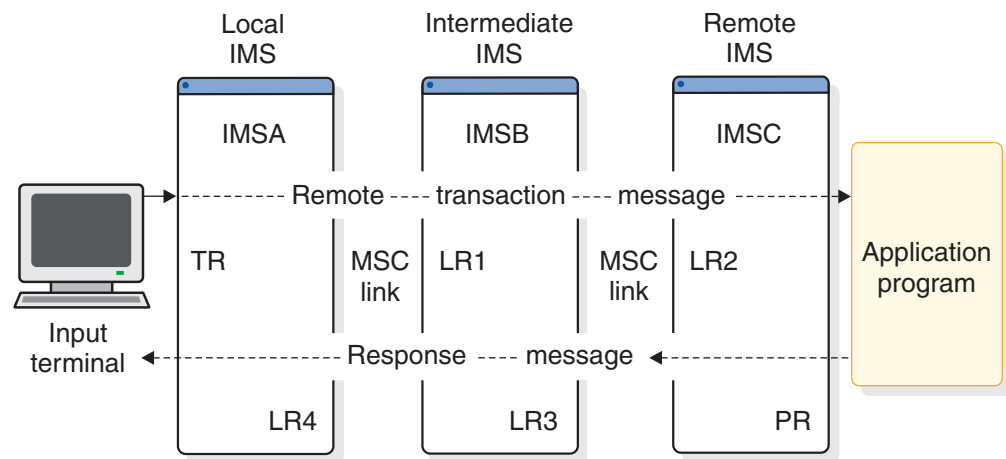 Local
IMS
Intermediate
IMS
Remote
IMS
IMSA
IMSB
IMSC
Remote transaction message
TR
MSC
link
LR1
MSC
link
LR2
Application
program
Input
terminal
Response message
LR4
LR3
PR